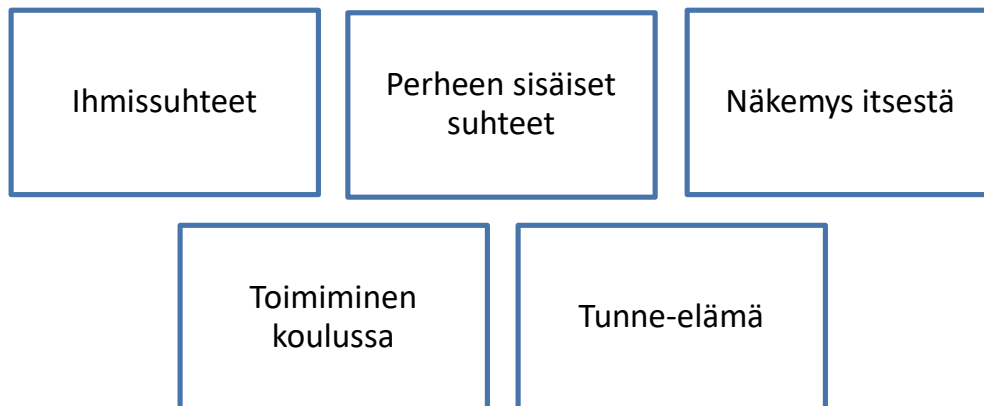 Ihmissuhteet
Perheen sisäiset
suhteet
Näkemys itsestä
Toimiminen
koulussa
Tunne-elämä